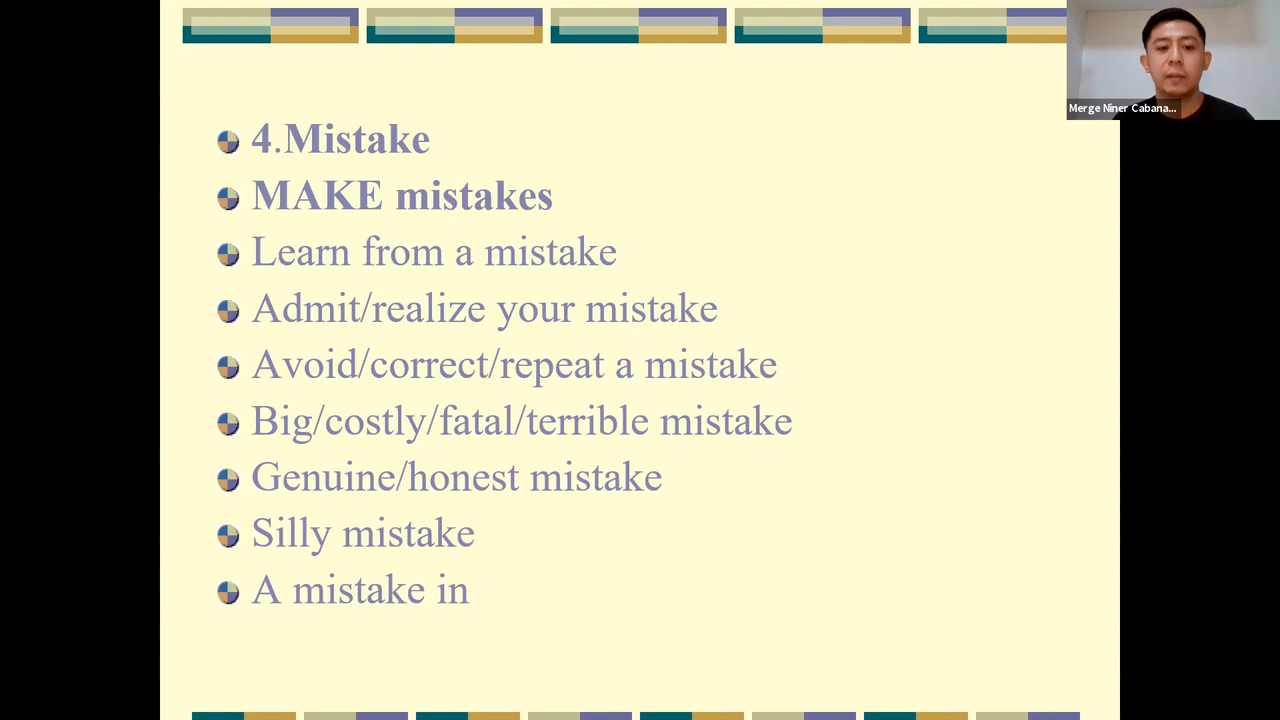 4.Mistake
MAKE mistakes
Learn from a mistake
Admit/realize your mistake
Avoid/correct/repeat a mistake
Big/costly/fatal/terrible mistake
Genuine/honest mistake
Silly mistake
A mistake in
Merge Niner Cabana...